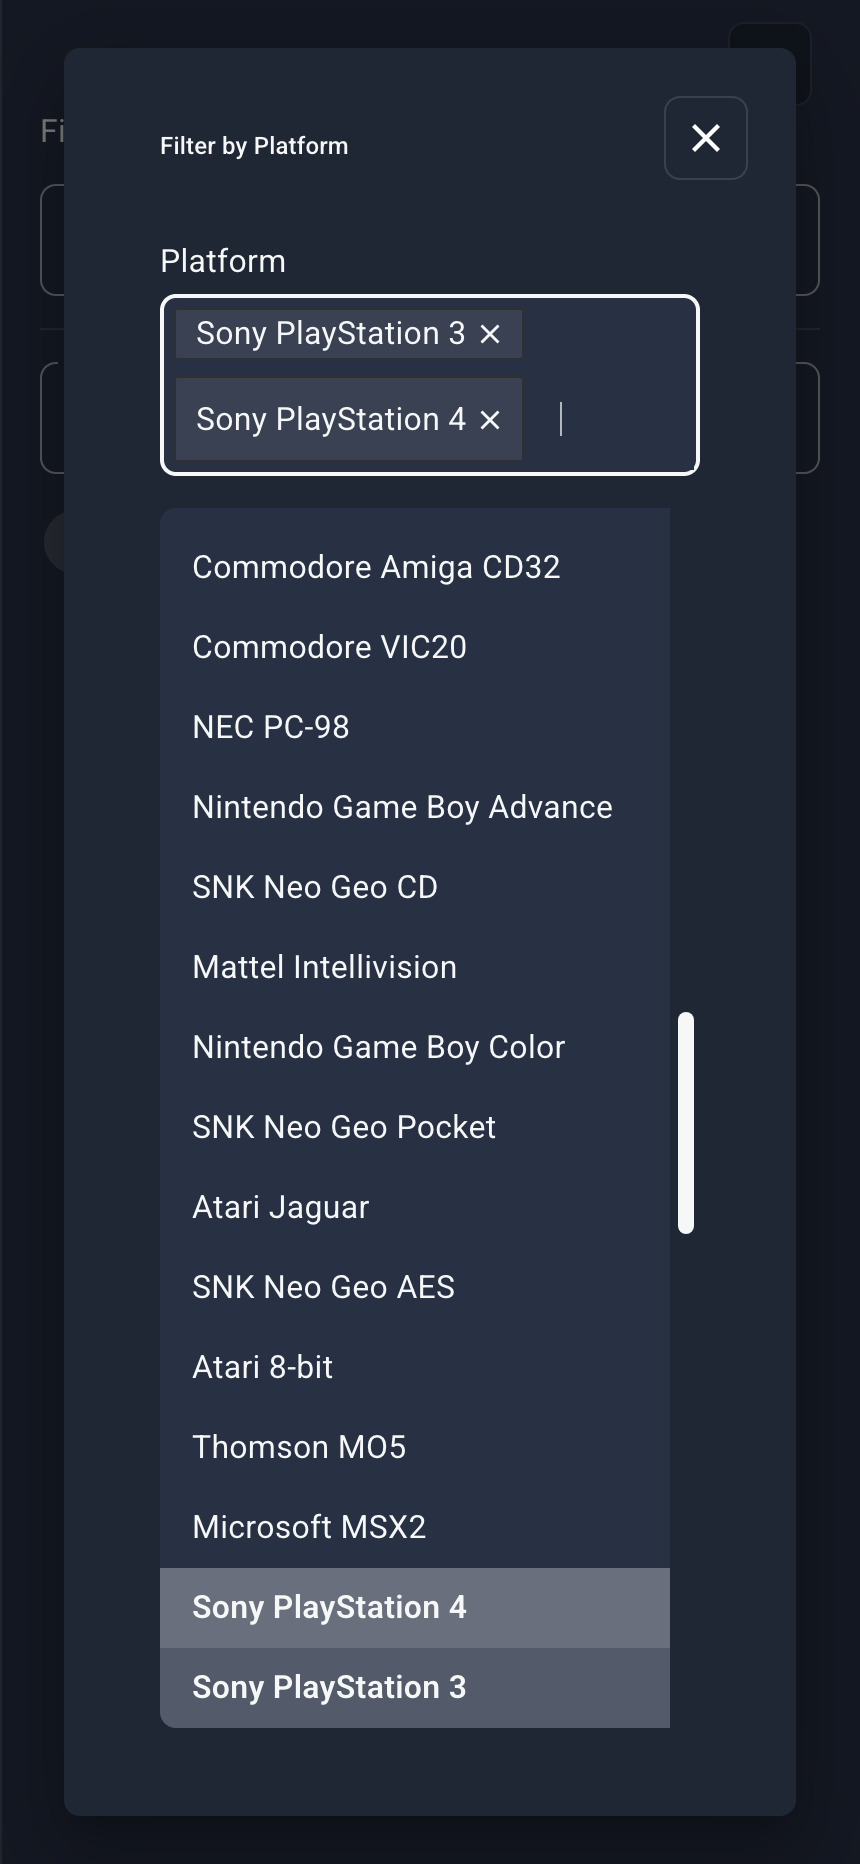 Fi
Filter by Platform
Platform
Sony PlayStation 3
Sony PlayStation 4
Commodore Amiga CD32
Commodore VIC20
NEC PC-98
Nintendo Game Boy Advance
SNK Neo Geo CD
Mattel Intellivision
Nintendo Game Boy Color
SNK Neo Geo Pocket
Atari Jaguar
SNK Neo Geo AES
Atari 8-bit
Thomson MO5
Microsoft MSX2
Sony PlayStation 4
Sony PlayStation 3